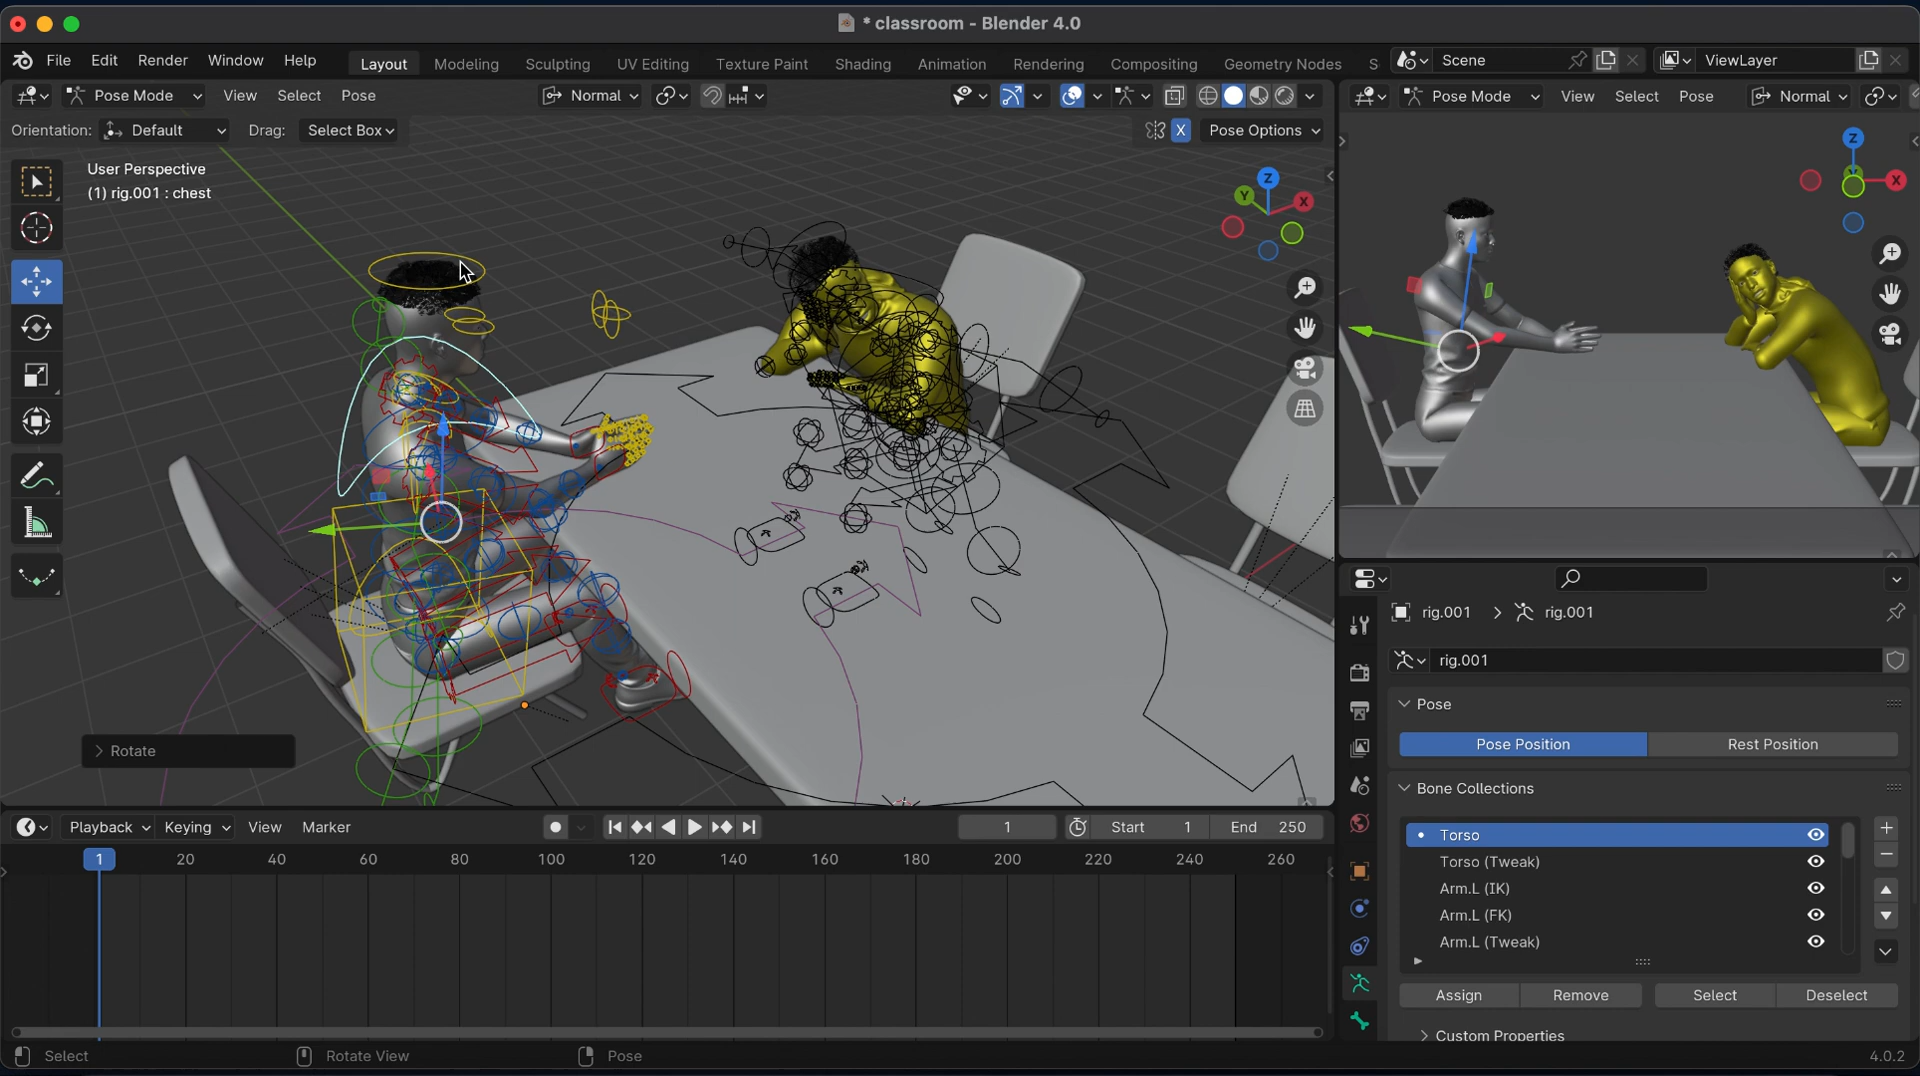 * classroom - Blender 4.0
File Edit Render Window Help Layout Modeling Sculpting UV Editing Texture Paint Shading Animation Rendering Compositing Geometry Nodes S Scene ViewLayer
Pose Mode View Select Pose Normal Pose Mode View Select Pose Normal
Orientation: Default Drag: Select Box X Pose Options
User Perspective
(1) rig.001 : chest
Z
Y X
Z
X
Rotate
rig.001 > rig.001
rig.001
Pose
Pose Position Rest Position
Bone Collections
Torso
Torso (Tweak)
Arm.L (IK)
Arm.L (FK)
Arm.L (Tweak)
Assign Remove Select Deselect
Custom Properties
Playback Keying View Marker 1 Start 1 End 250
1 20 40 60 80 100 120 140 160 180 200 220 240 260
Select Rotate View Pose 4.0.2